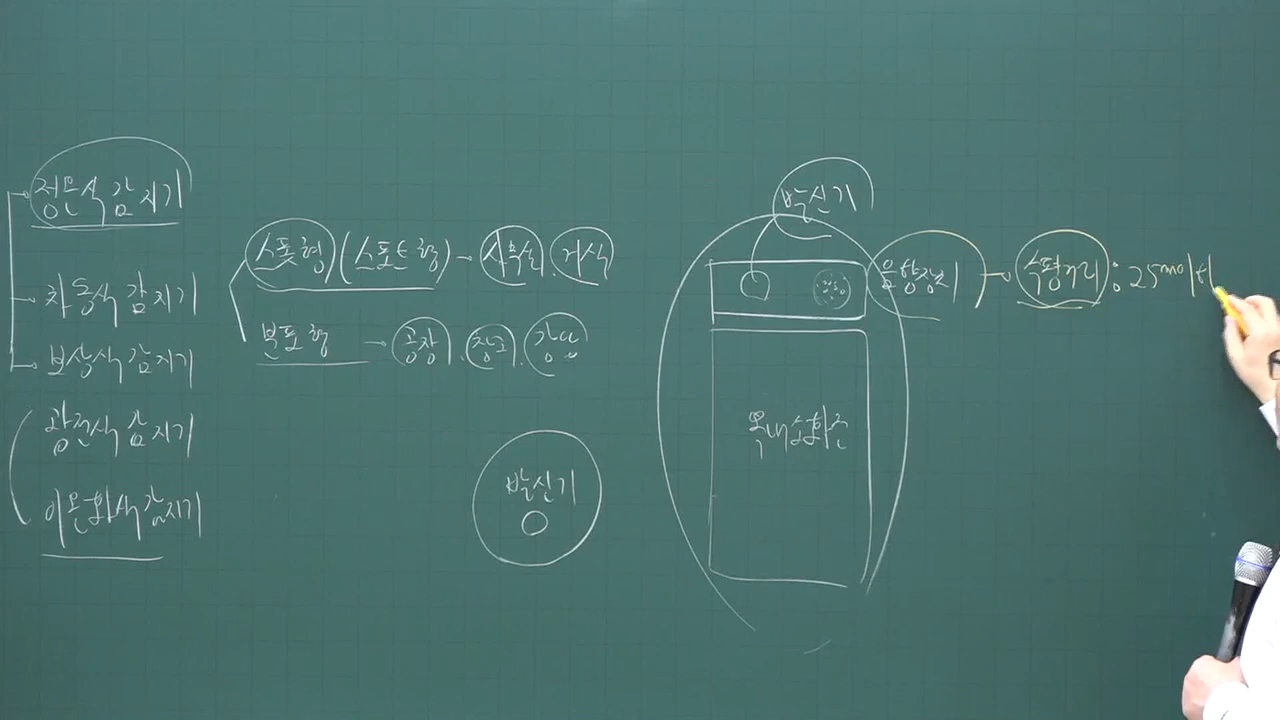 정온식 감지기
차동식 감지기
보상식 감지기
광전식 감지기
이온화식 감지기
스폿형 (스포트형) - 사무실, 거실
분포형 → 공장, 창고, 강당
발신기
발신기
음향장치 → 수평거리 : 25m 이하
옥내소화전